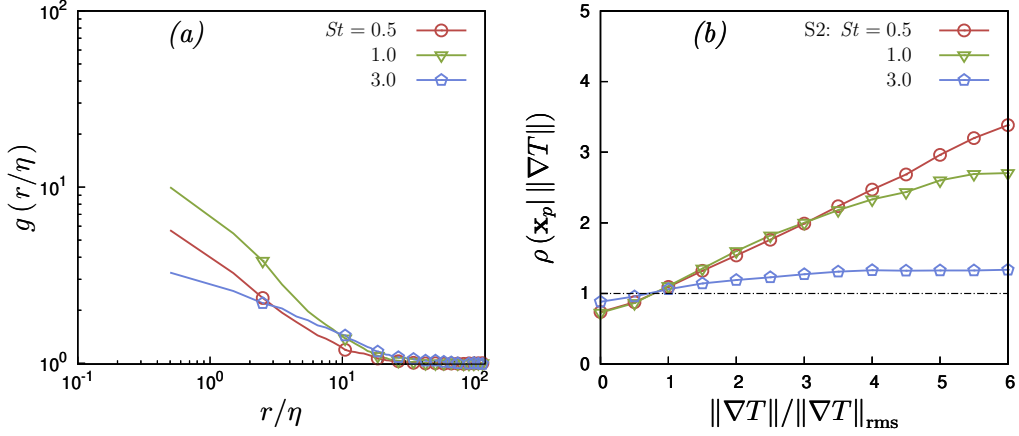 (a)
St = 0.5
1.0
3.0
g ( r/η )
10²
10¹
10⁰
10⁻¹ 10⁰ 10¹ 10²
r/η
(b)
S2: St = 0.5
1.0
3.0
ρ ( x_p | ‖∇T‖ )
5
4
3
2
1
0
0 1 2 3 4 5 6
‖∇T‖/‖∇T‖rms